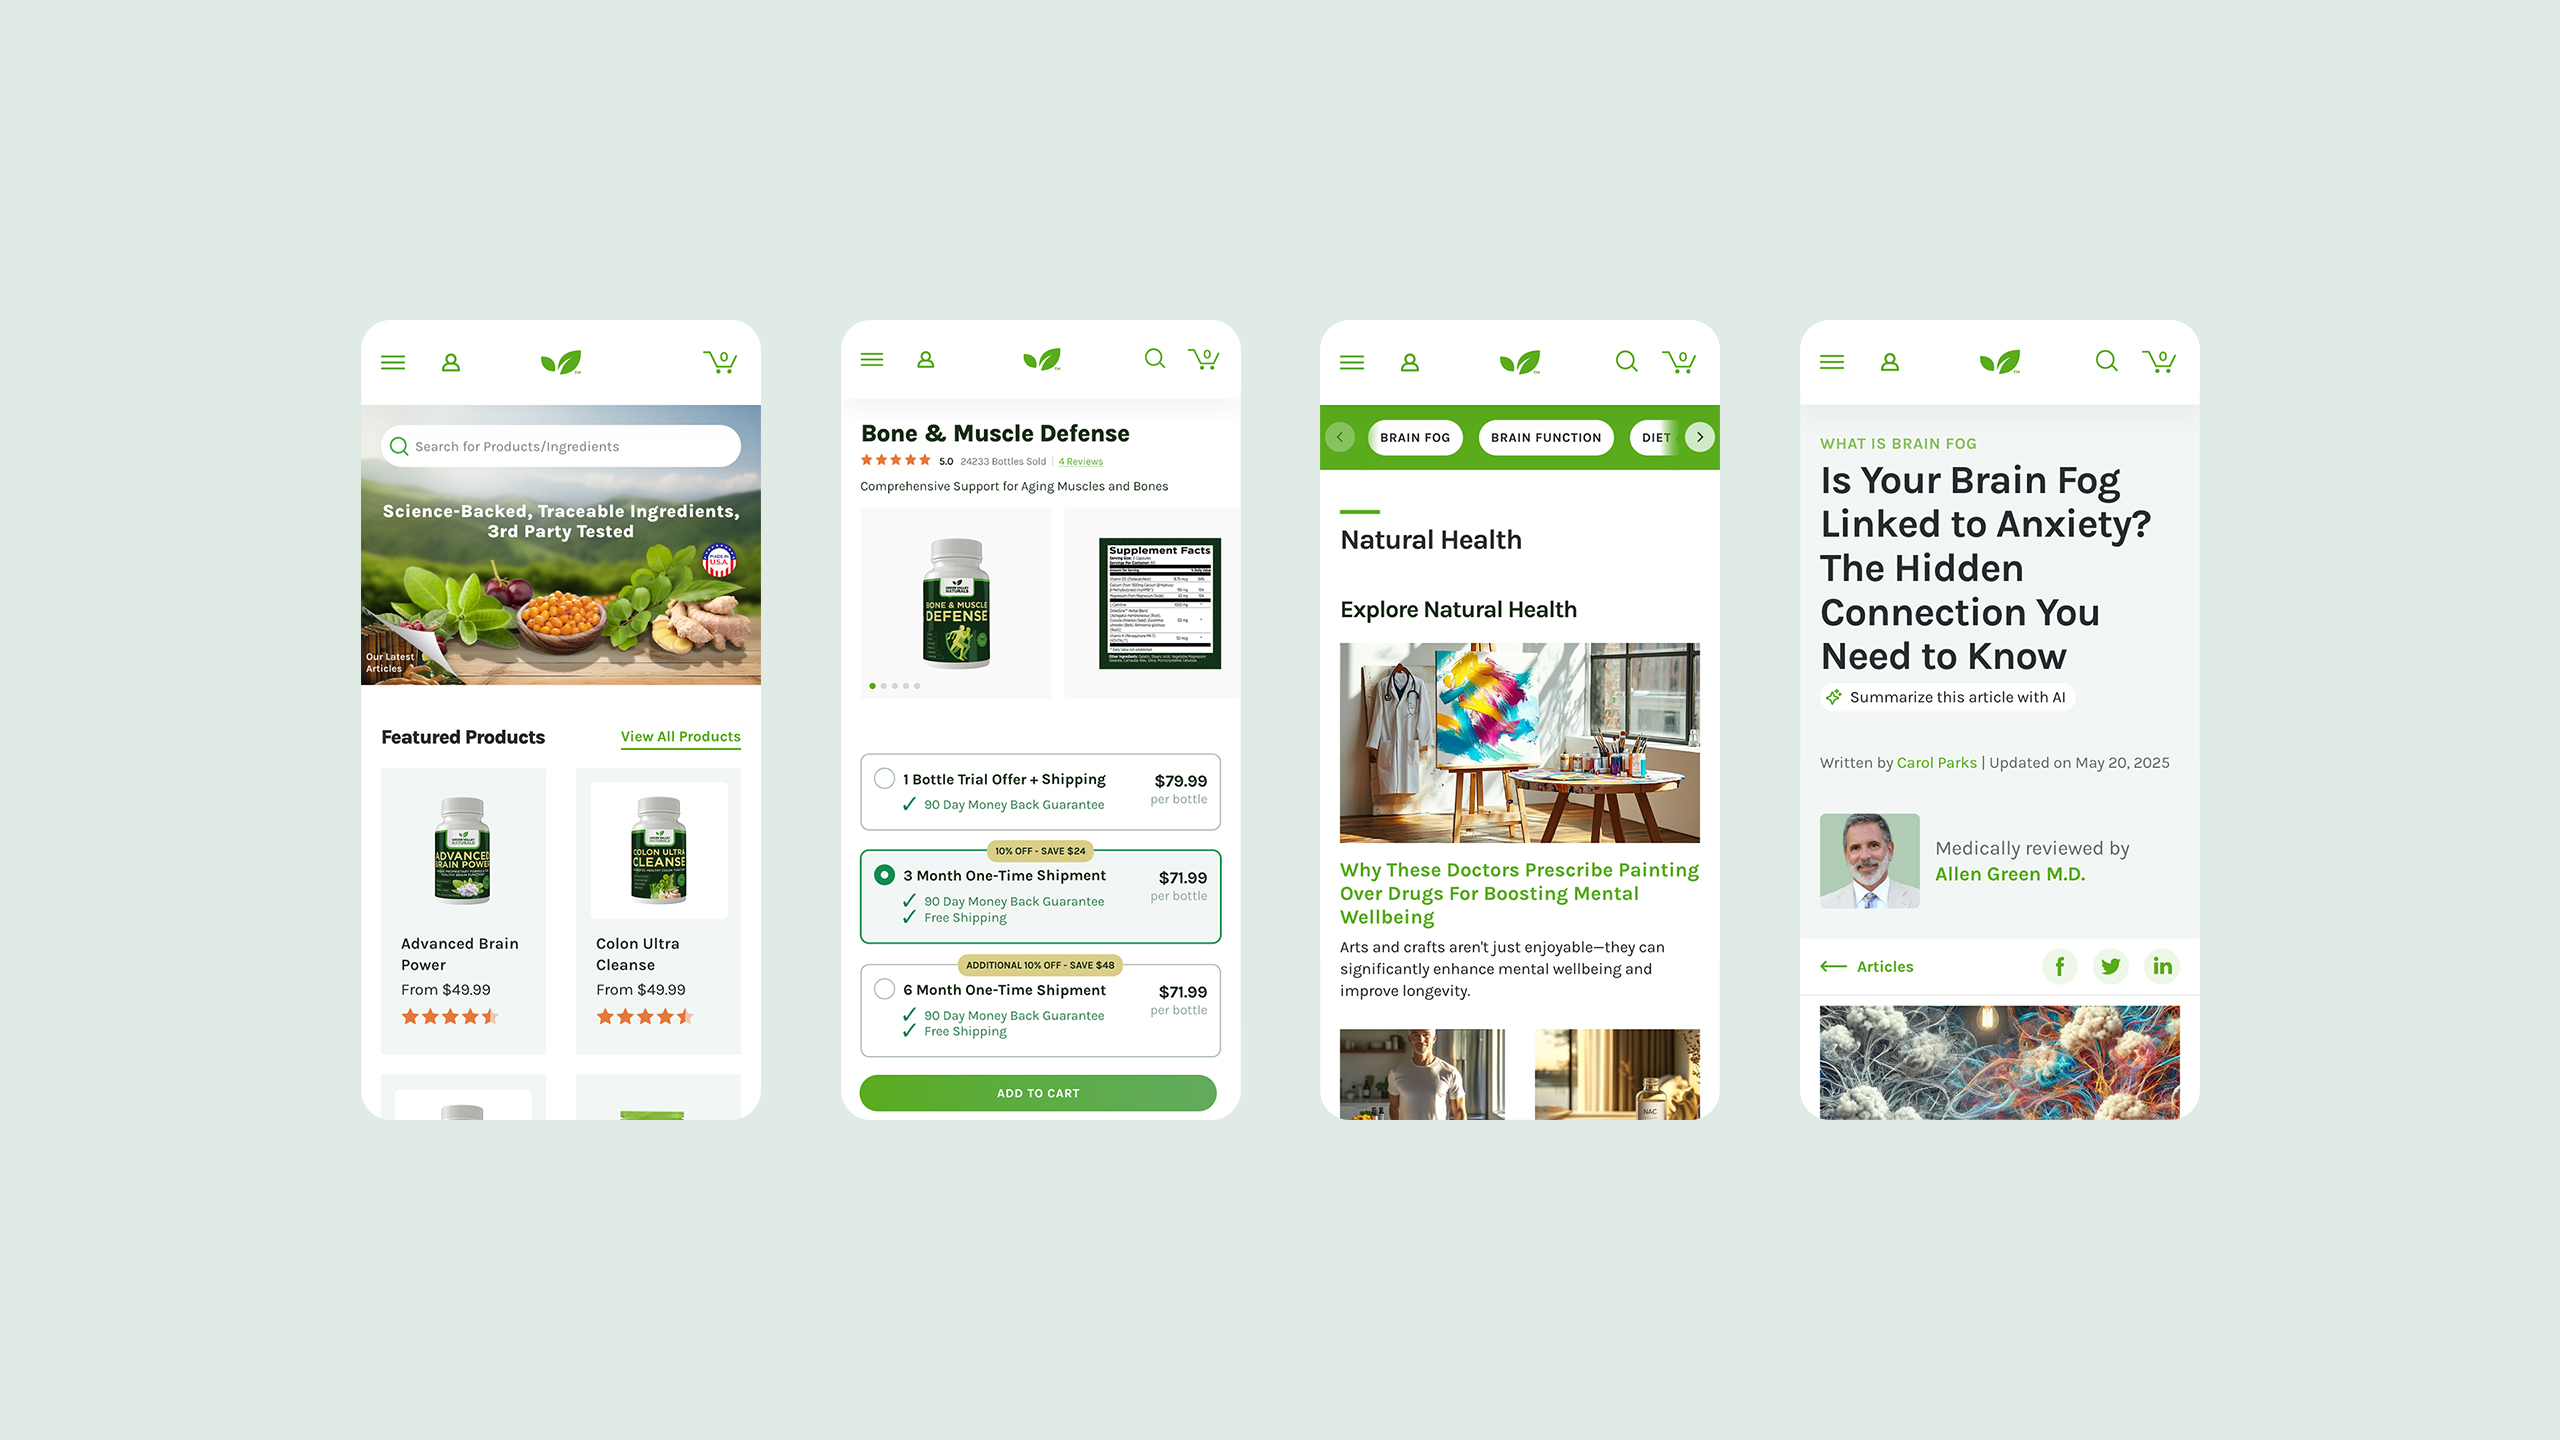 0
Search for Products/Ingredients
Science-Backed, Traceable Ingredients,
3rd Party Tested
MADE IN
U.S.A.
Our Latest
Articles
Featured Products
View All Products
GREEN VALLEY
NATURALS
ADVANCED
BRAIN POWER
GREEN VALLEY
NATURALS
COLON ULTRA
CLEANSE
Advanced Brain
Power
From $49.99
Colon Ultra
Cleanse
From $49.99
0
Bone & Muscle Defense
5.0 24233 Bottles Sold | 4 Reviews
Comprehensive Support for Aging Muscles and Bones
GREEN VALLEY
NATURALS
BONE & MUSCLE
DEFENSE
Supplement Facts
1 Bottle Trial Offer + Shipping
90 Day Money Back Guarantee
$79.99
per bottle
10% OFF - SAVE $24
3 Month One-Time Shipment
90 Day Money Back Guarantee
Free Shipping
$71.99
per bottle
ADDITIONAL 10% OFF - SAVE $48
6 Month One-Time Shipment
90 Day Money Back Guarantee
Free Shipping
$71.99
per bottle
ADD TO CART
0
BRAIN FOG
BRAIN FUNCTION
DIET
Natural Health
Explore Natural Health
Why These Doctors Prescribe Painting
Over Drugs For Boosting Mental
Wellbeing
Arts and crafts aren't just enjoyable—they can
significantly enhance mental wellbeing and
improve longevity.
NAC
0
WHAT IS BRAIN FOG
Is Your Brain Fog
Linked to Anxiety?
The Hidden
Connection You
Need to Know
Summarize this article with AI
Written by Carol Parks | Updated on May 20, 2025
Medically reviewed by
Allen Green M.D.
Articles